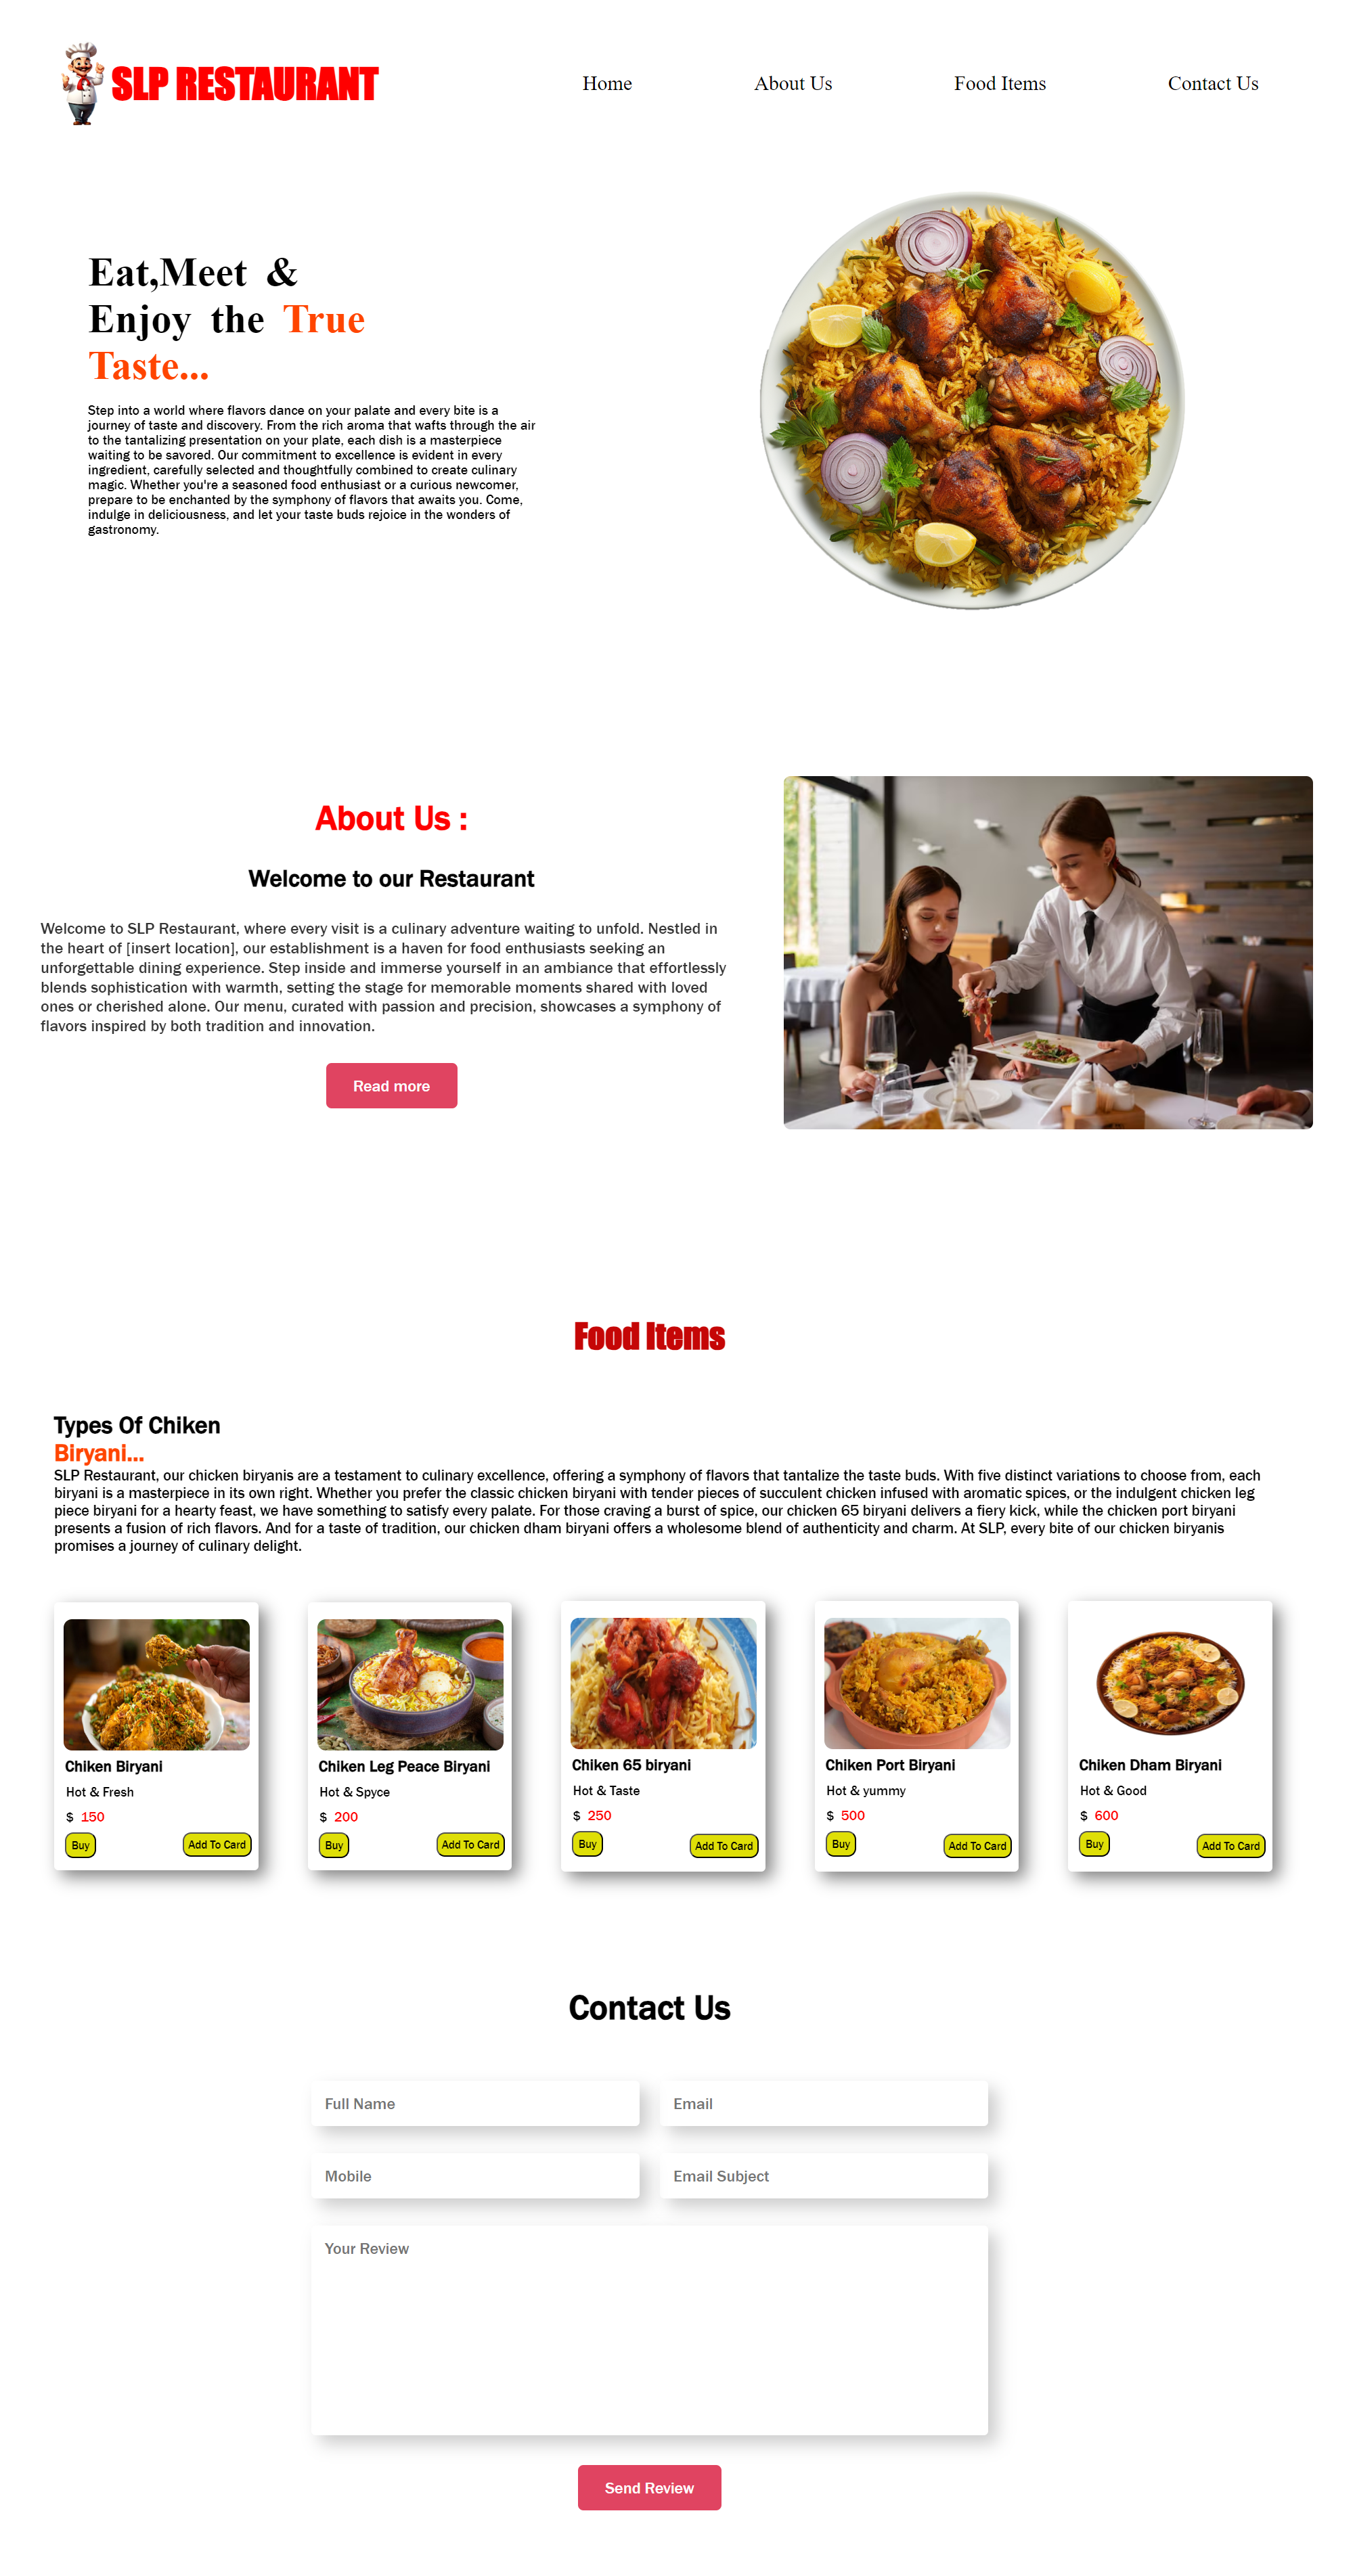 SLP RESTAURANT
Home
About Us
Food Items
Contact Us
Eat,Meet &
Enjoy the True
Taste...
Step into a world where flavors dance on your palate and every bite is a
journey of taste and discovery. From the rich aroma that wafts through the air
to the tantalizing presentation on your plate, each dish is a masterpiece
waiting to be savored. Our commitment to excellence is evident in every
ingredient, carefully selected and thoughtfully combined to create culinary
magic. Whether you're a seasoned food enthusiast or a curious newcomer,
prepare to be enchanted by the symphony of flavors that awaits you. Come,
indulge in deliciousness, and let your taste buds rejoice in the wonders of
gastronomy.
About Us :
Welcome to our Restaurant
Welcome to SLP Restaurant, where every visit is a culinary adventure waiting to unfold. Nestled in
the heart of [insert location], our establishment is a haven for food enthusiasts seeking an
unforgettable dining experience. Step inside and immerse yourself in an ambiance that effortlessly
blends sophistication with warmth, setting the stage for memorable moments shared with loved
ones or cherished alone. Our menu, curated with passion and precision, showcases a symphony of
flavors inspired by both tradition and innovation.
Read more
Food Items
Types Of Chiken
Biryani...
SLP Restaurant, our chicken biryanis are a testament to culinary excellence, offering a symphony of flavors that tantalize the taste buds. With five distinct variations to choose from, each
biryani is a masterpiece in its own right. Whether you prefer the classic chicken biryani with tender pieces of succulent chicken infused with aromatic spices, or the indulgent chicken leg
piece biryani for a hearty feast, we have something to satisfy every palate. For those craving a burst of spice, our chicken 65 biryani delivers a fiery kick, while the chicken port biryani
presents a fusion of rich flavors. And for a taste of tradition, our chicken dham biryani offers a wholesome blend of authenticity and charm. At SLP, every bite of our chicken biryanis
promises a journey of culinary delight.
Chiken Biryani
Hot & Fresh
$ 150
Buy
Add To Card
Chiken Leg Peace Biryani
Hot & Spyce
$ 200
Buy
Add To Card
Chiken 65 biryani
Hot & Taste
$ 250
Buy
Add To Card
Chiken Port Biryani
Hot & yummy
$ 500
Buy
Add To Card
Chiken Dham Biryani
Hot & Good
$ 600
Buy
Add To Card
Contact Us
Full Name
Email
Mobile
Email Subject
Your Review
Send Review